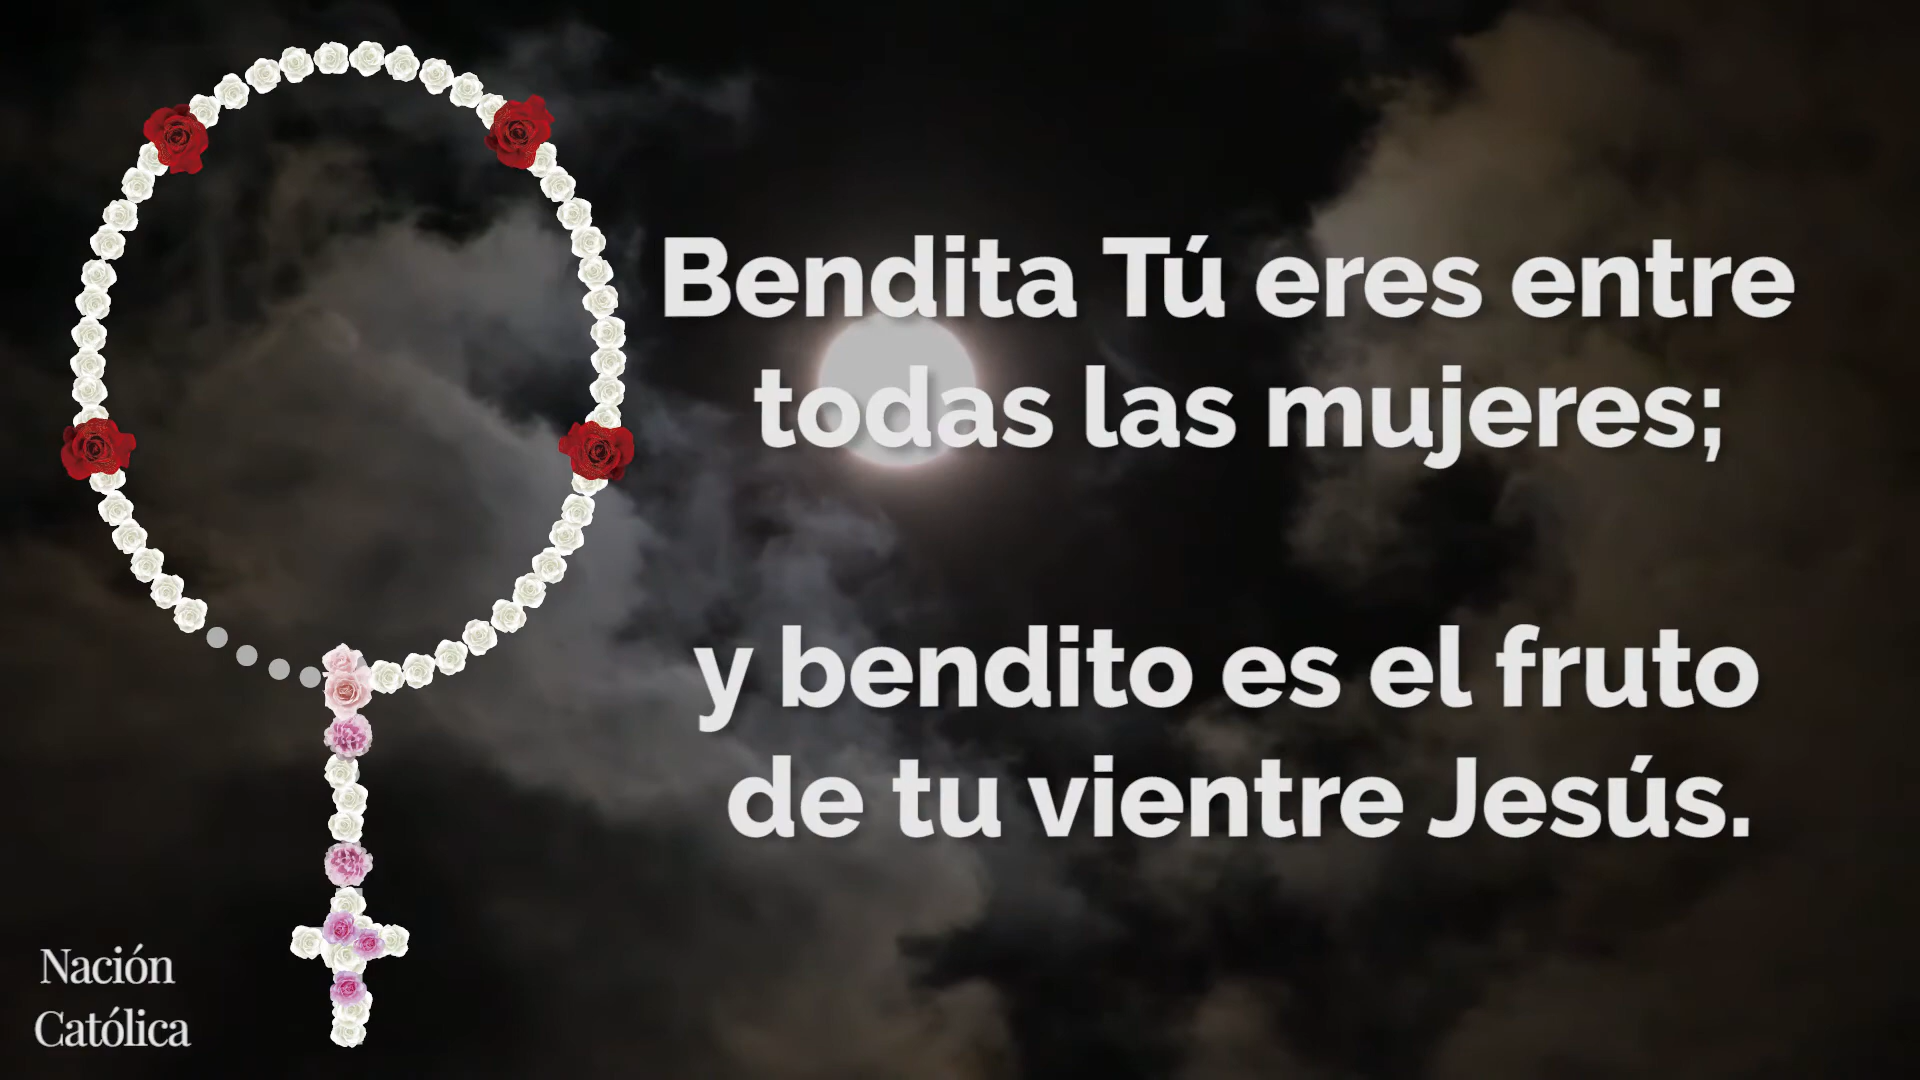 Bendita Tú eres entre
todas las mujeres;
y bendito es el fruto
de tu vientre Jesús.
Nación
Católica